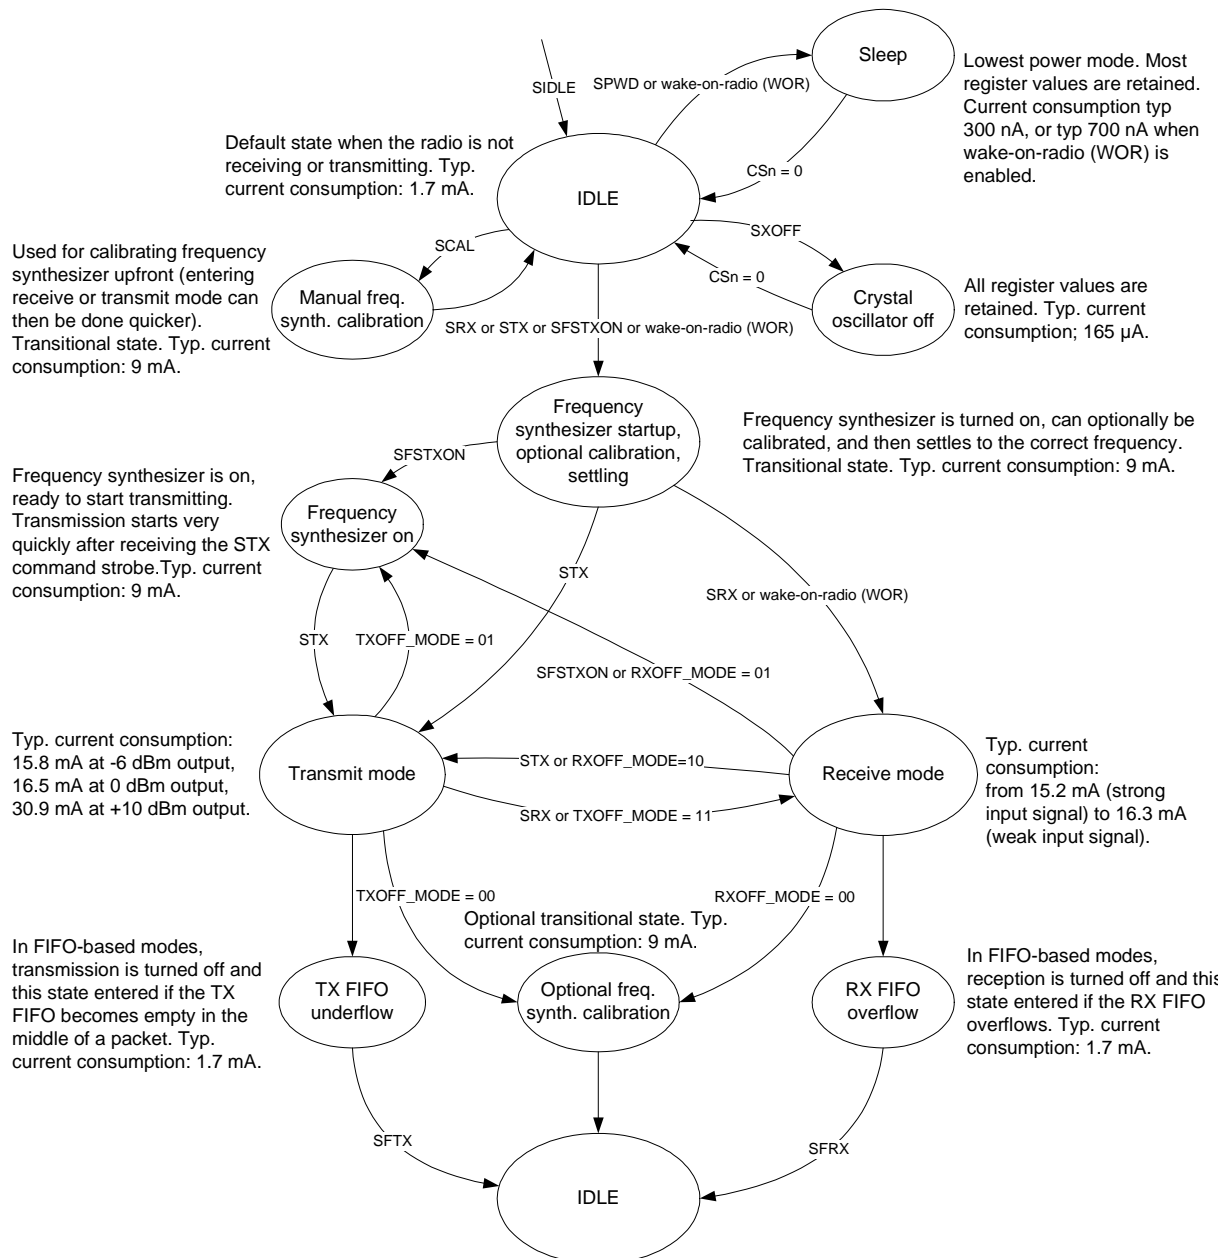 Sleep
Lowest power mode. Most
register values are retained.
Current consumption typ
300 nA, or typ 700 nA when
wake-on-radio (WOR) is
enabled.
SIDLE
SPWD or wake-on-radio (WOR)
Default state when the radio is not
receiving or transmitting. Typ.
current consumption: 1.7 mA.
CSn = 0
IDLE
SXOFF
SCAL
CSn = 0
Used for calibrating frequency
synthesizer upfront (entering
receive or transmit mode can
then be done quicker).
Transitional state. Typ. current
consumption: 9 mA.
Manual freq.
synth. calibration
Crystal
oscillator off
All register values are
retained. Typ. current
consumption; 165 µA.
SRX or STX or SFSTXON or wake-on-radio (WOR)
Frequency
synthesizer startup,
optional calibration,
settling
Frequency synthesizer is turned on, can optionally be
calibrated, and then settles to the correct frequency.
Transitional state. Typ. current consumption: 9 mA.
SFSTXON
Frequency synthesizer is on,
ready to start transmitting.
Transmission starts very
quickly after receiving the STX
command strobe.Typ. current
consumption: 9 mA.
Frequency
synthesizer on
STX
SRX or wake-on-radio (WOR)
STX
TXOFF_MODE = 01
SFSTXON or RXOFF_MODE = 01
Typ. current consumption:
15.8 mA at -6 dBm output,
16.5 mA at 0 dBm output,
30.9 mA at +10 dBm output.
Transmit mode
STX or RXOFF_MODE=10
Receive mode
SRX or TXOFF_MODE = 11
Typ. current
consumption:
from 15.2 mA (strong
input signal) to 16.3 mA
(weak input signal).
TXOFF_MODE = 00
RXOFF_MODE = 00
Optional transitional state. Typ.
current consumption: 9 mA.
In FIFO-based modes,
transmission is turned off and
this state entered if the TX
FIFO becomes empty in the
middle of a packet. Typ.
current consumption: 1.7 mA.
TX FIFO
underflow
Optional freq.
synth. calibration
RX FIFO
overflow
In FIFO-based modes,
reception is turned off and this
state entered if the RX FIFO
overflows. Typ. current
consumption: 1.7 mA.
SFTX
SFRX
IDLE